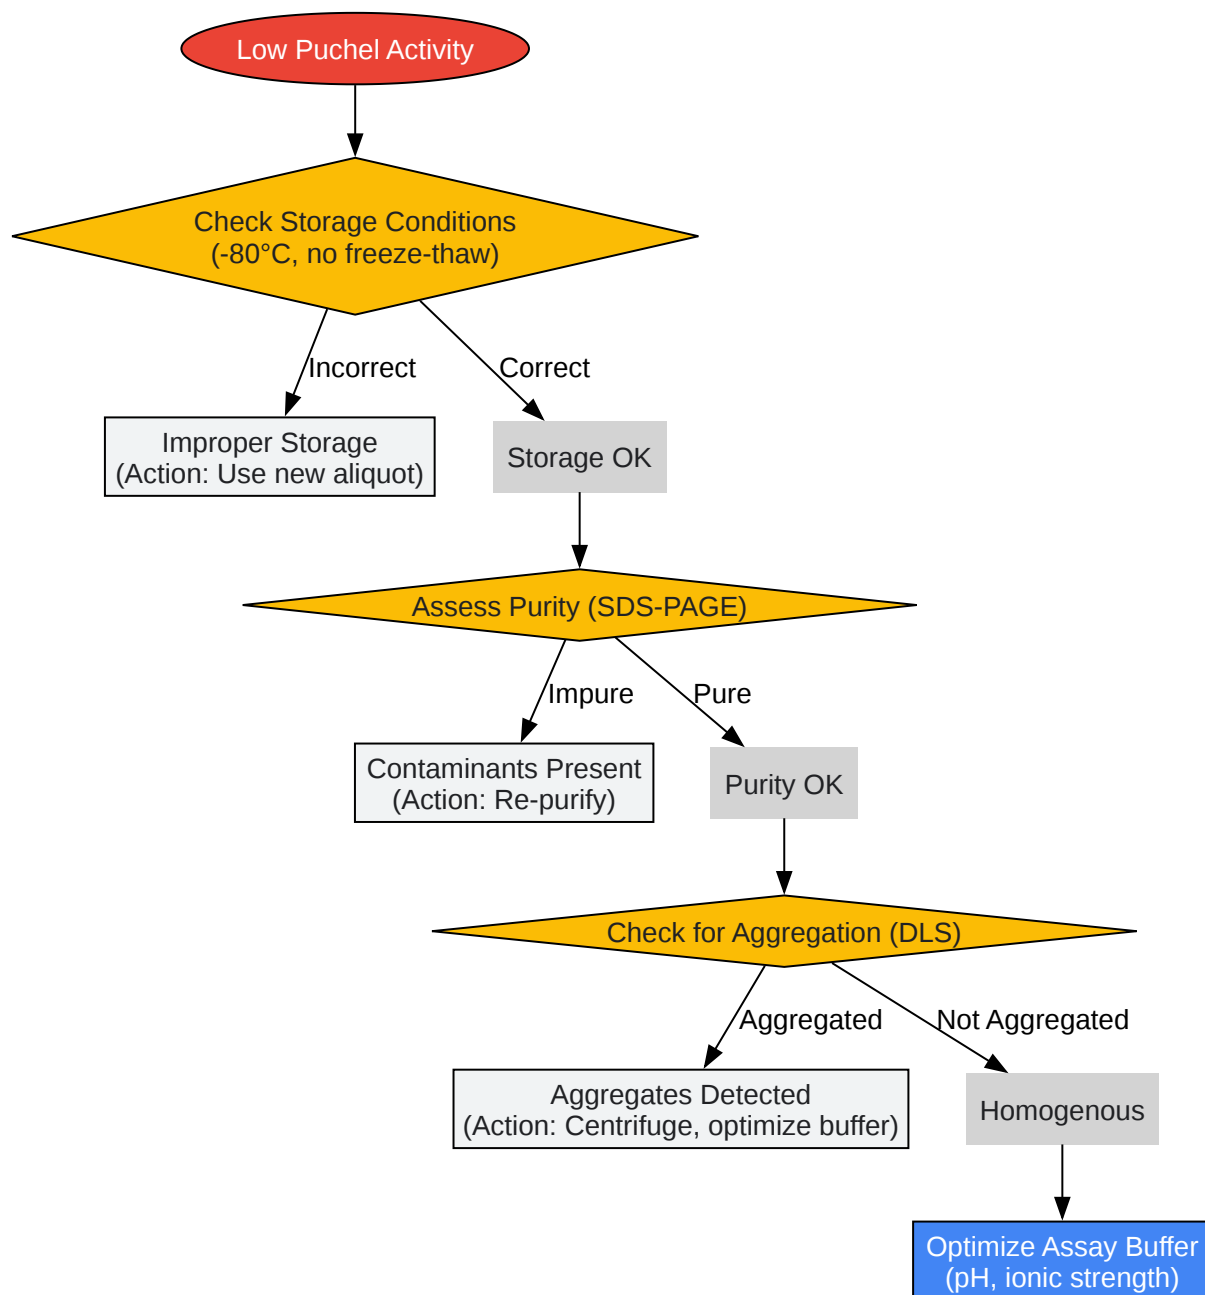 Low Puchel Activity
Check Storage Conditions
(-80°C, no freeze-thaw)
Incorrect
Correct
Improper Storage
(Action: Use new aliquot)
Storage OK
Assess Purity (SDS-PAGE)
Impure
Pure
Contaminants Present
(Action: Re-purify)
Purity OK
Check for Aggregation (DLS)
Aggregated
Not Aggregated
Aggregates Detected
(Action: Centrifuge, optimize buffer)
Homogenous
Optimize Assay Buffer
(pH, ionic strength)